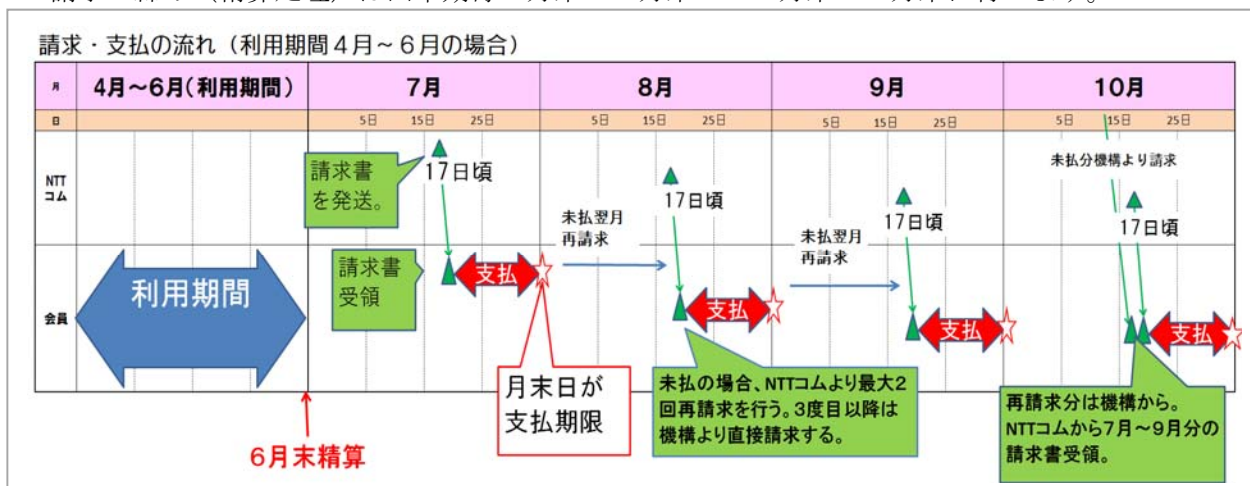 請求・支払の流れ（利用期間４月～６月の場合）
月 4月～6月(利用期間) 7月 8月 9月 10月
日 5日 15日 25日 5日 15日 25日 5日 15日 25日 5日 15日 25日
NTT
コム
請求書
を発送。
17日頃
未払翌月
再請求
17日頃
未払翌月
再請求
17日頃
未払分機構より請求
17日頃
会員
利用期間
請求書
受領
支払
支払
支払
支払
月末日が
支払期限
未払の場合、NTTコムより最大2
回再請求を行う。3度目以降は
機構より直接請求する。
再請求分は機構から。
NTTコムから7月～9月分の
請求書受領。
6月末精算